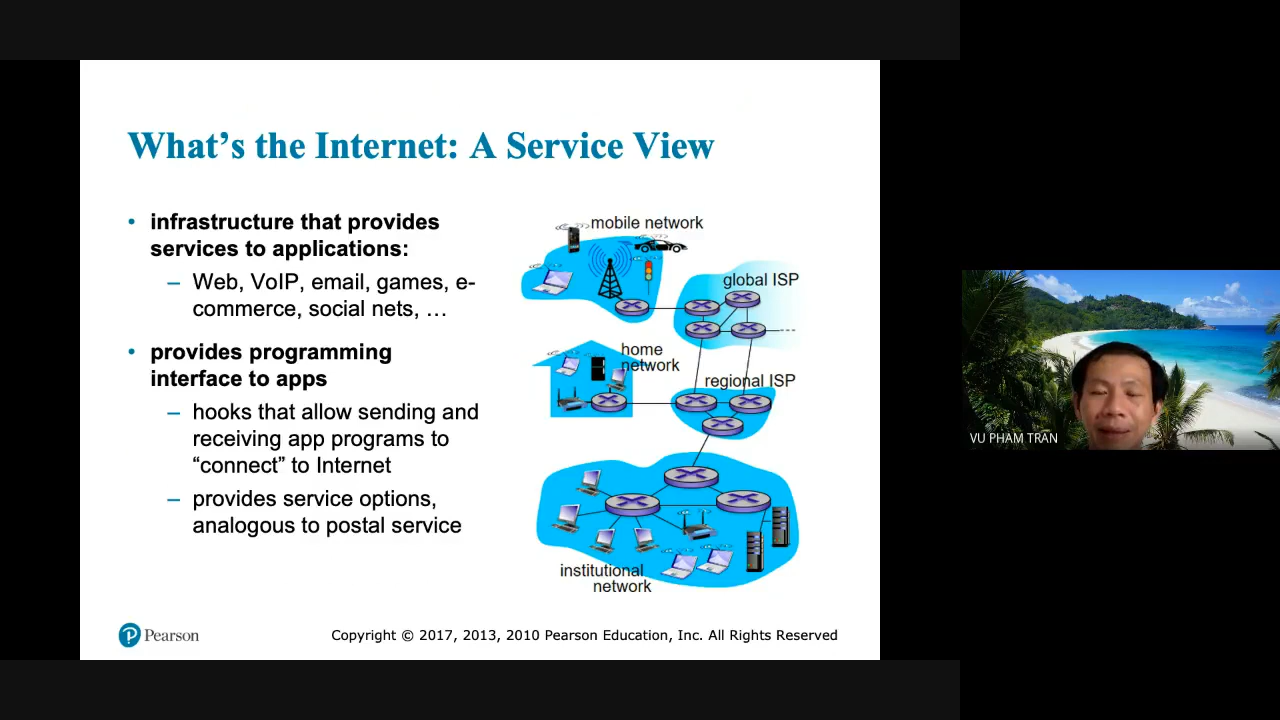 What's the Internet: A Service View
• infrastructure that provides
services to applications:
– Web, VoIP, email, games, e-
commerce, social nets, …
• provides programming
interface to apps
– hooks that allow sending and
receiving app programs to
“connect” to Internet
– provides service options,
analogous to postal service
mobile network
global ISP
home
network
regional ISP
institutional
network
Pearson
Copyright © 2017, 2013, 2010 Pearson Education, Inc. All Rights Reserved
VU PHAM TRAN